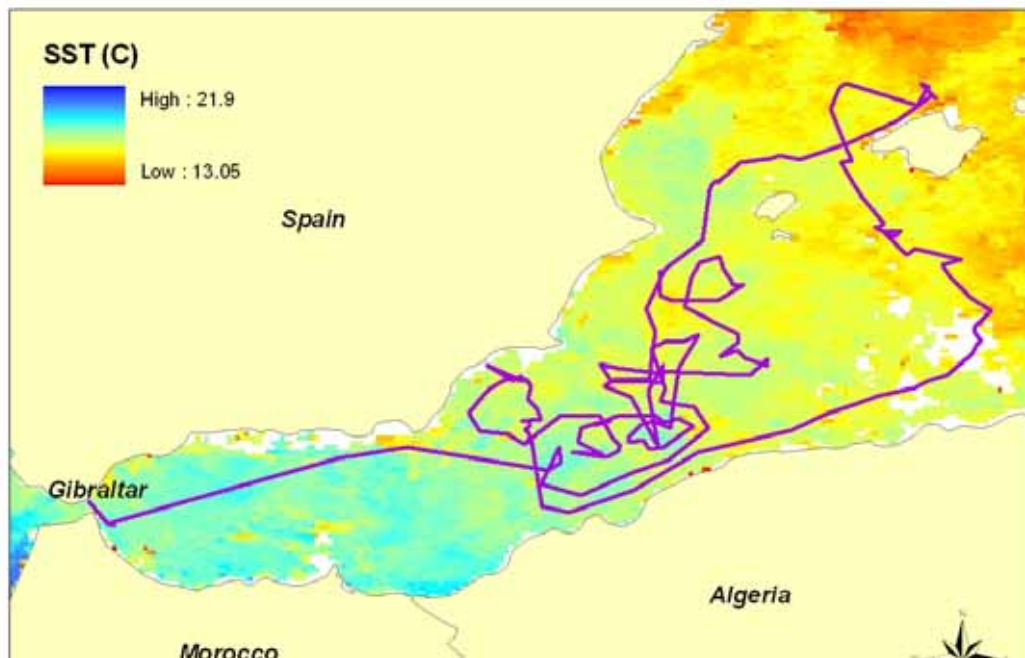 SST (C)
High : 21.9
Low : 13.05
Spain
Gibraltar
Algeria
Morocco
N